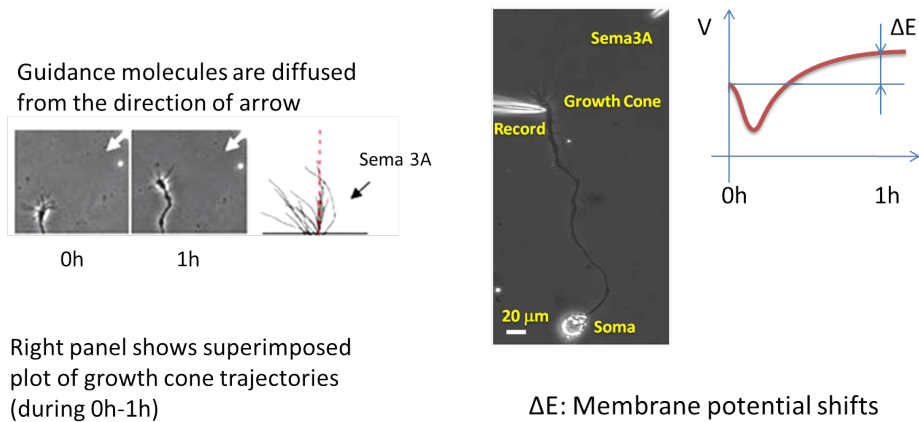 Guidance molecules are diffused
from the direction of arrow
Sema 3A
0h
1h
Right panel shows superimposed
plot of growth cone trajectories
(during 0h-1h)
Sema3A
Growth Cone
Record
20 μm
Soma
V
ΔE
0h
1h
ΔE: Membrane potential shifts